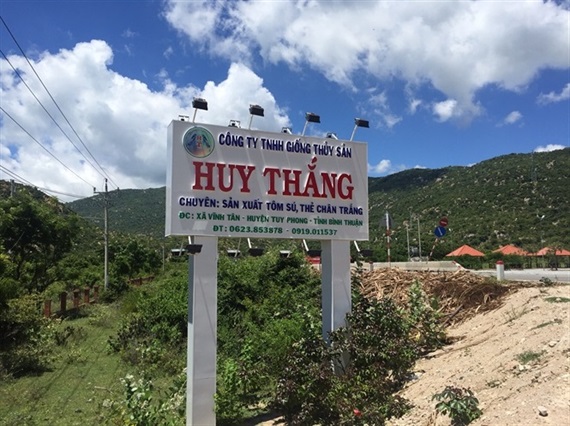 CÔNG TY TNHH GIỐNG THỦY SẢN
HUY THẮNG
CHUYÊN: SẢN XUẤT TÔM SÚ, THẺ CHÂN TRẮNG
ĐC: XÃ VĨNH TÂN - HUYỆN TUY PHONG - TỈNH BÌNH THUẬN
ĐT: 0623.853878 - 0919.011537